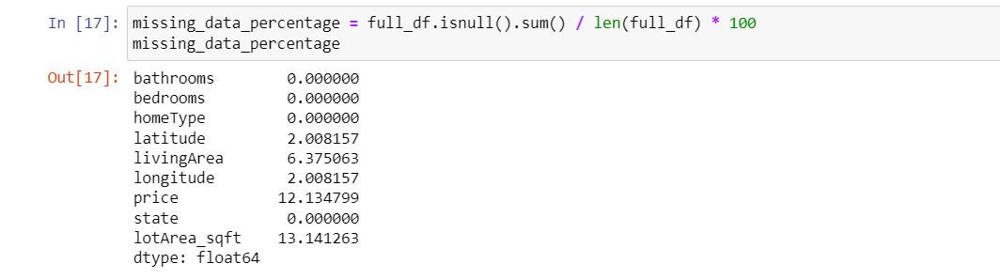 In [17]: missing_data_percentage = full_df.isnull().sum() / len(full_df) * 100
missing_data_percentage
Out[17]: bathrooms 0.000000
bedrooms 0.000000
homeType 0.000000
latitude 2.008157
livingArea 6.375063
longitude 2.008157
price 12.134799
state 0.000000
lotArea_sqft 13.141263
dtype: float64